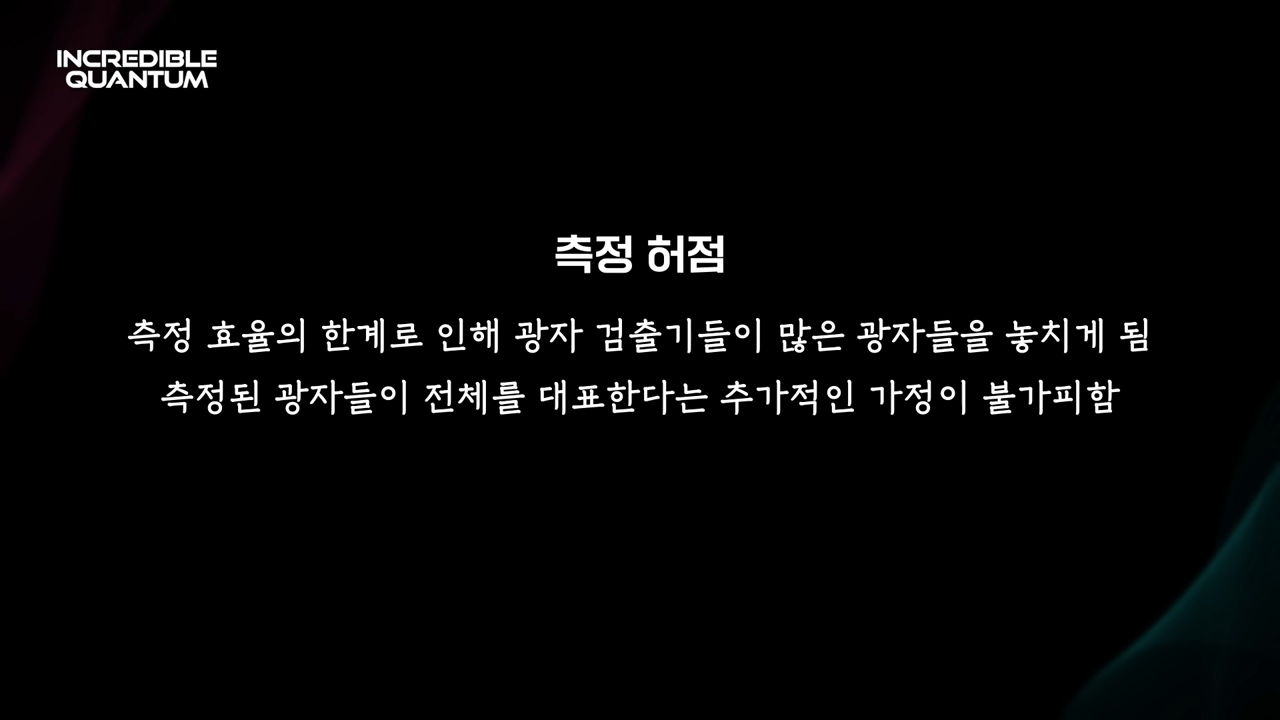 INCREDIBLE
QUANTUM
측정 허점
측정 효율의 한계로 인해 광자 검출기들이 많은 광자들을 놓치게 됨
측정된 광자들이 전체를 대표한다는 추가적인 가정이 불가피함